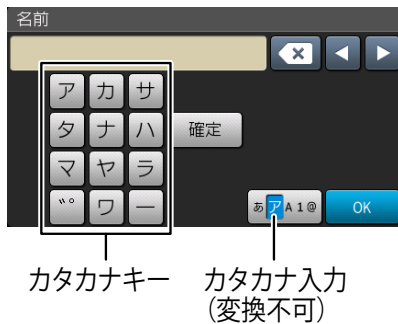 名前
ア カ サ
タ ナ ハ 確定
マ ヤ ラ
゛゜ ワ ー
あアA1@ OK
カタカナキー カタカナ入力
（変換不可）